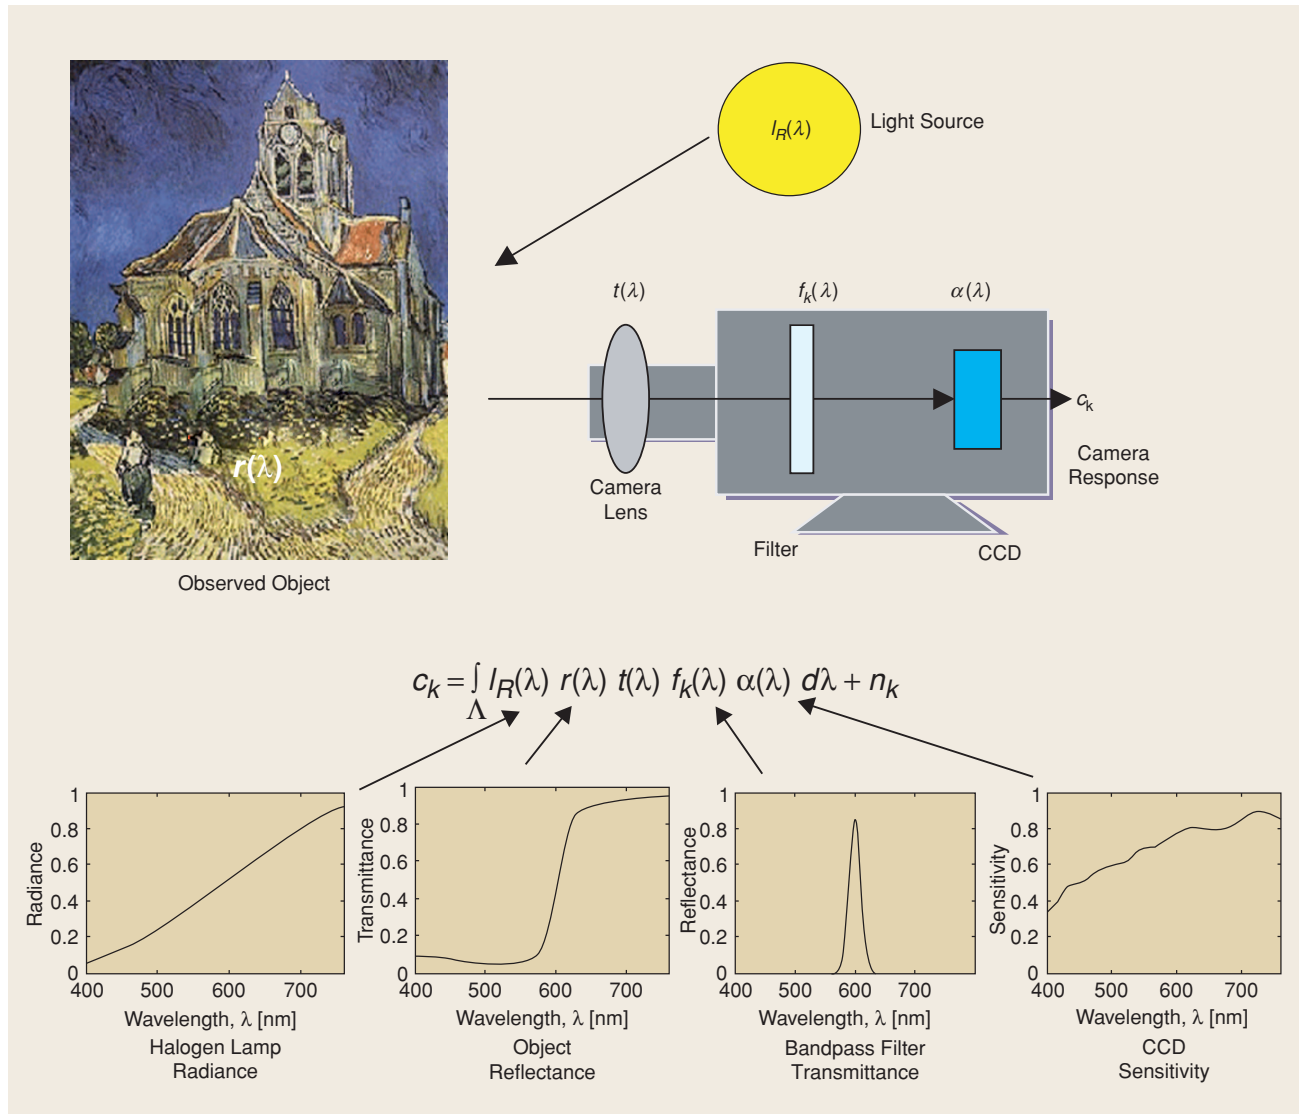 l_R(λ)
Light Source
t(λ)
f_k(λ)
α(λ)
c_k
Camera
Response
r(λ)
Camera
Lens
Filter
CCD
Observed Object
c_k = ∫_Λ l_R(λ) r(λ) t(λ) f_k(λ) α(λ) dλ + n_k
1
0.8
0.6
0.4
0.2
0
Radiance
400 500 600 700
Wavelength, λ [nm]
Halogen Lamp
Radiance
1
0.8
0.6
0.4
0.2
0
Transmittance
400 500 600 700
Wavelength, λ [nm]
Object
Reflectance
1
0.8
0.6
0.4
0.2
0
Reflectance
400 500 600 700
Wavelength, λ [nm]
Bandpass Filter
Transmittance
1
0.8
0.6
0.4
0.2
0
Sensitivity
400 500 600 700
Wavelength, λ [nm]
CCD
Sensitivity